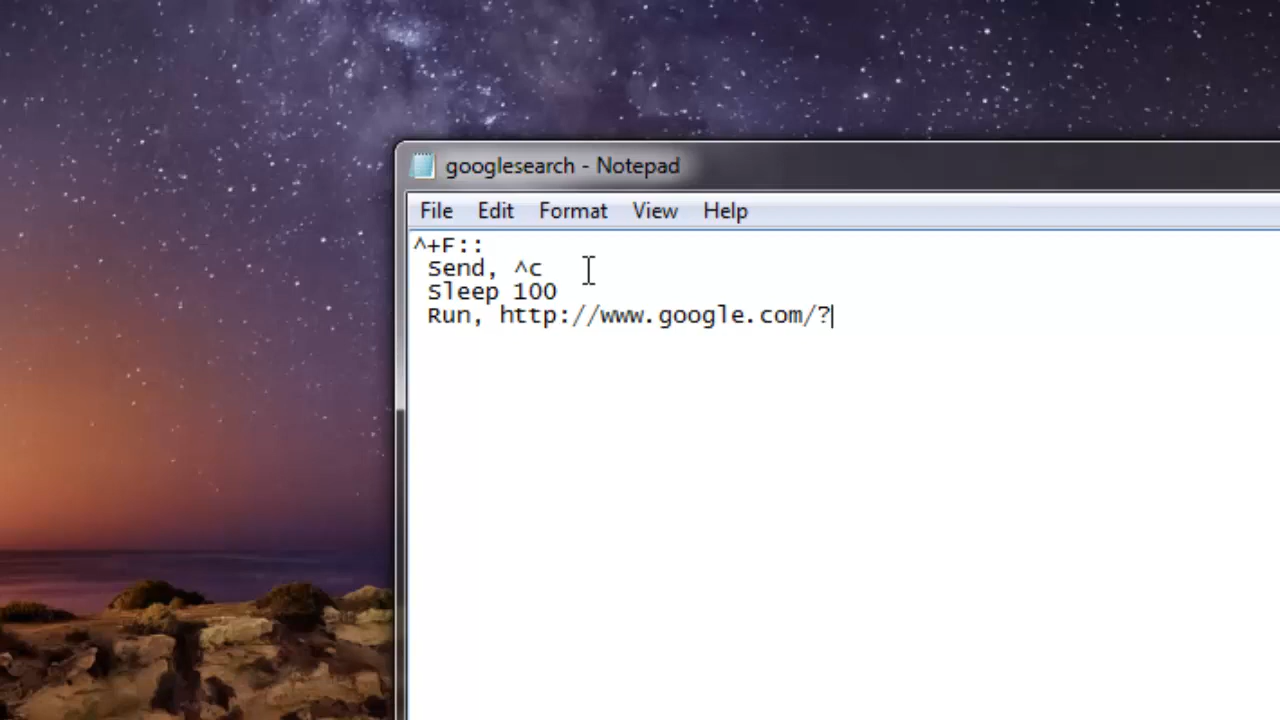 googlesearch - Notepad
File Edit Format View Help
^+F::
Send, ^c
Sleep 100
Run, http://www.google.com/?